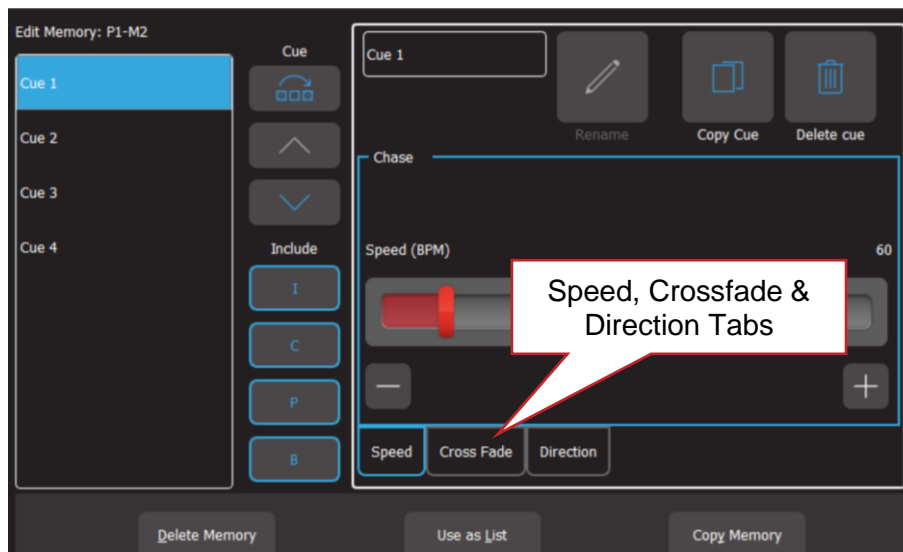 Edit Memory: P1-M2
Cue 1
Cue 2
Cue 3
Cue 4
Cue
Include
I
C
P
B
Cue 1
Rename
Copy Cue
Delete cue
Chase
Speed (BPM)
60
Speed, Crossfade &
Direction Tabs
Speed
Cross Fade
Direction
Delete Memory
Use as List
Copy Memory